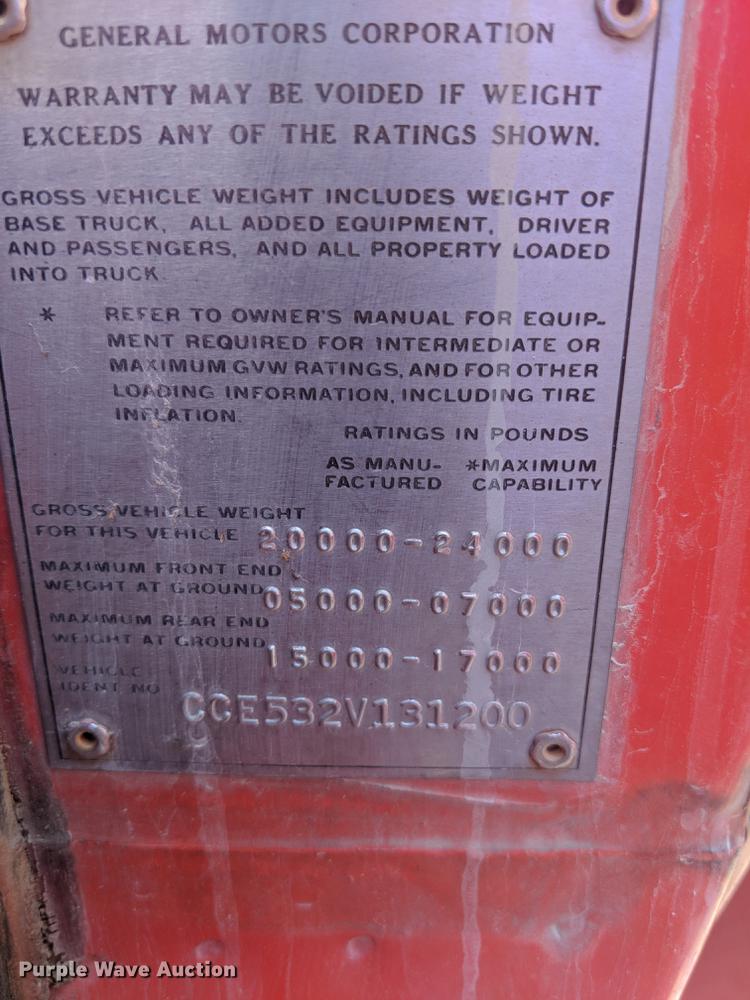 GENERAL MOTORS CORPORATION
WARRANTY MAY BE VOIDED IF WEIGHT
EXCEEDS ANY OF THE RATINGS SHOWN.
GROSS VEHICLE WEIGHT INCLUDES WEIGHT OF
BASE TRUCK, ALL ADDED EQUIPMENT, DRIVER
AND PASSENGERS, AND ALL PROPERTY LOADED
INTO TRUCK.
* REFER TO OWNER'S MANUAL FOR EQUIP-
MENT REQUIRED FOR INTERMEDIATE OR
MAXIMUM GVW RATINGS, AND FOR OTHER
LOADING INFORMATION, INCLUDING TIRE
INFLATION.
RATINGS IN POUNDS
AS MANU- *MAXIMUM
FACTURED CAPABILITY
GROSS VEHICLE WEIGHT
FOR THIS VEHICLE 20000-24000
MAXIMUM FRONT END
WEIGHT AT GROUND 05000-07000
MAXIMUM REAR END
WEIGHT AT GROUND 15000-17000
VEHICLE
IDENT NO CCE532V131200
Purple Wave Auction